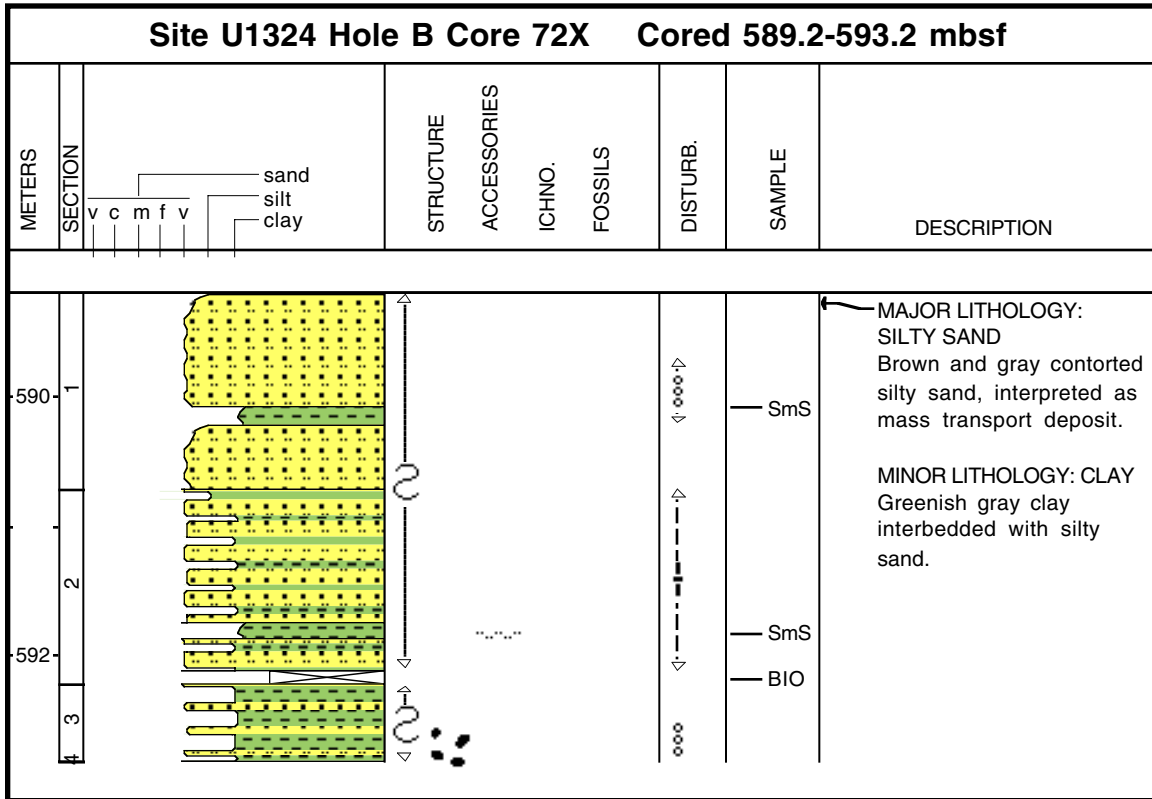 Site U1324 Hole B Core 72X Cored 589.2-593.2 mbsf
METERS
SECTION
v c m f v
sand
silt
clay
STRUCTURE
ACCESSORIES
ICHNO.
FOSSILS
DISTURB.
SAMPLE
DESCRIPTION
590
592
1
2
3
4
SmS
SmS
BIO
MAJOR LITHOLOGY:
SILTY SAND
Brown and gray contorted
silty sand, interpreted as
mass transport deposit.
MINOR LITHOLOGY: CLAY
Greenish gray clay
interbedded with silty
sand.